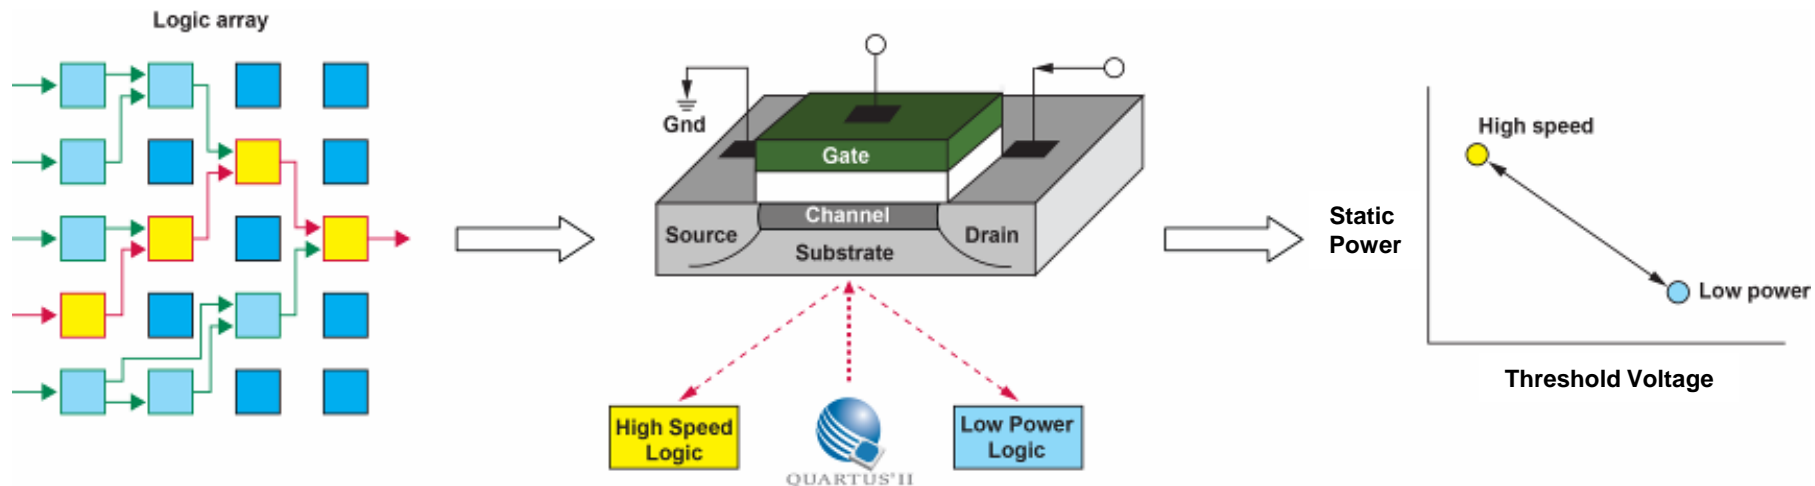 Logic array
Gnd
Gate
Channel
Source
Drain
Substrate
High Speed
Logic
QUARTUS'II
Low Power
Logic
High speed
Static
Power
Low power
Threshold Voltage